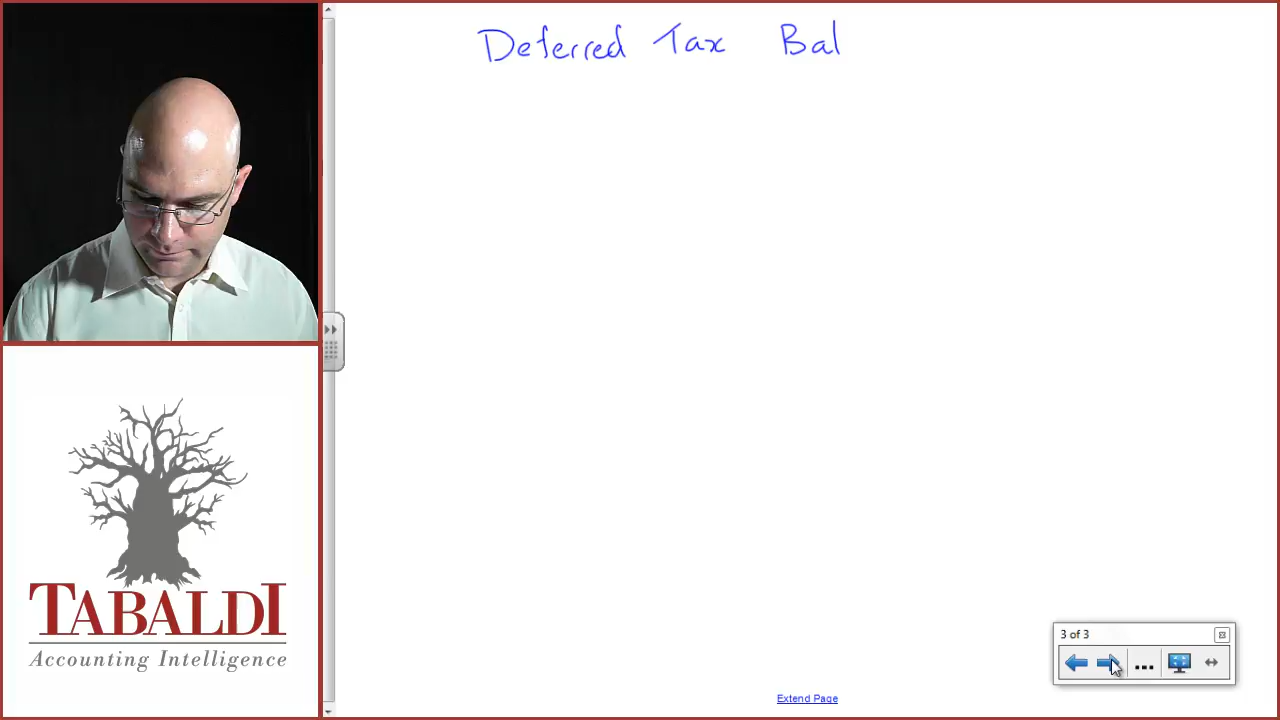 Deferred Tax Bal
TABALDI
Accounting Intelligence
3 of 3
Extend Page